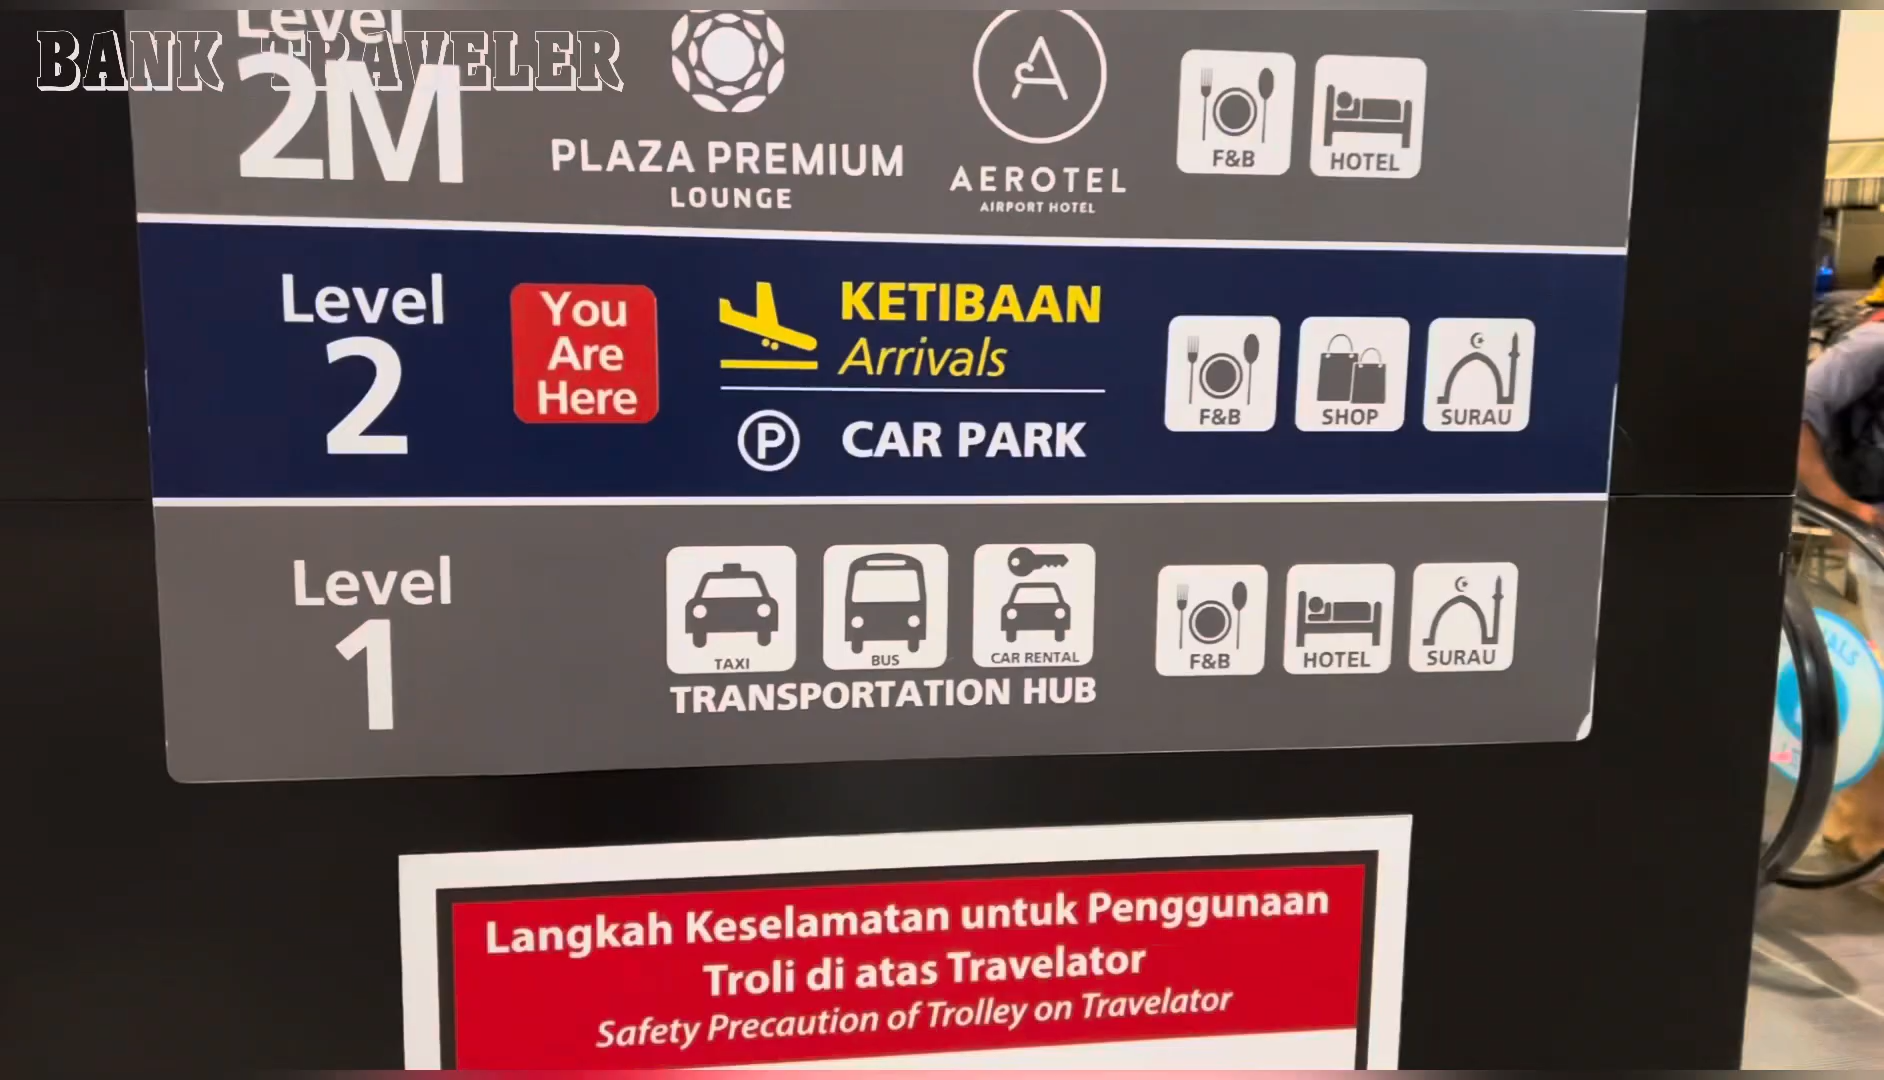 BANK TRAVELER
Level
2M
PLAZA PREMIUM
LOUNGE
AEROTEL
AIRPORT HOTEL
F&B
HOTEL
Level
2
You
Are
Here
KETIBAAN
Arrivals
P
CAR PARK
F&B
SHOP
SURAU
Level
1
TAXI
BUS
CAR RENTAL
TRANSPORTATION HUB
F&B
HOTEL
SURAU
Langkah Keselamatan untuk Penggunaan
Troli di atas Travelator
Safety Precaution of Trolley on Travelator